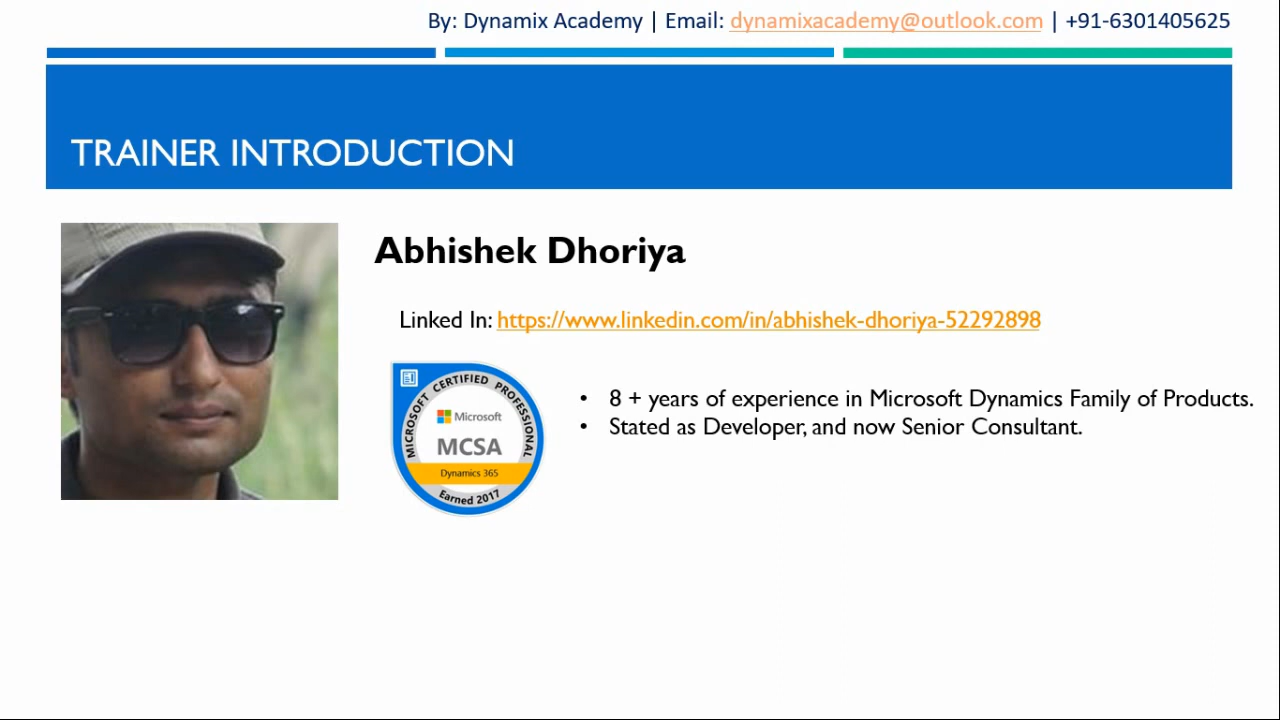 By: Dynamix Academy | Email: dynamixacademy@outlook.com | +91-6301405625
TRAINER INTRODUCTION
Abhishek Dhoriya
Linked In: https://www.linkedin.com/in/abhishek-dhoriya-52292898
MICROSOFT CERTIFIED PROFESSIONAL
Microsoft
MCSA
Dynamics 365
Earned 2017
• 8 + years of experience in Microsoft Dynamics Family of Products.
• Stated as Developer, and now Senior Consultant.